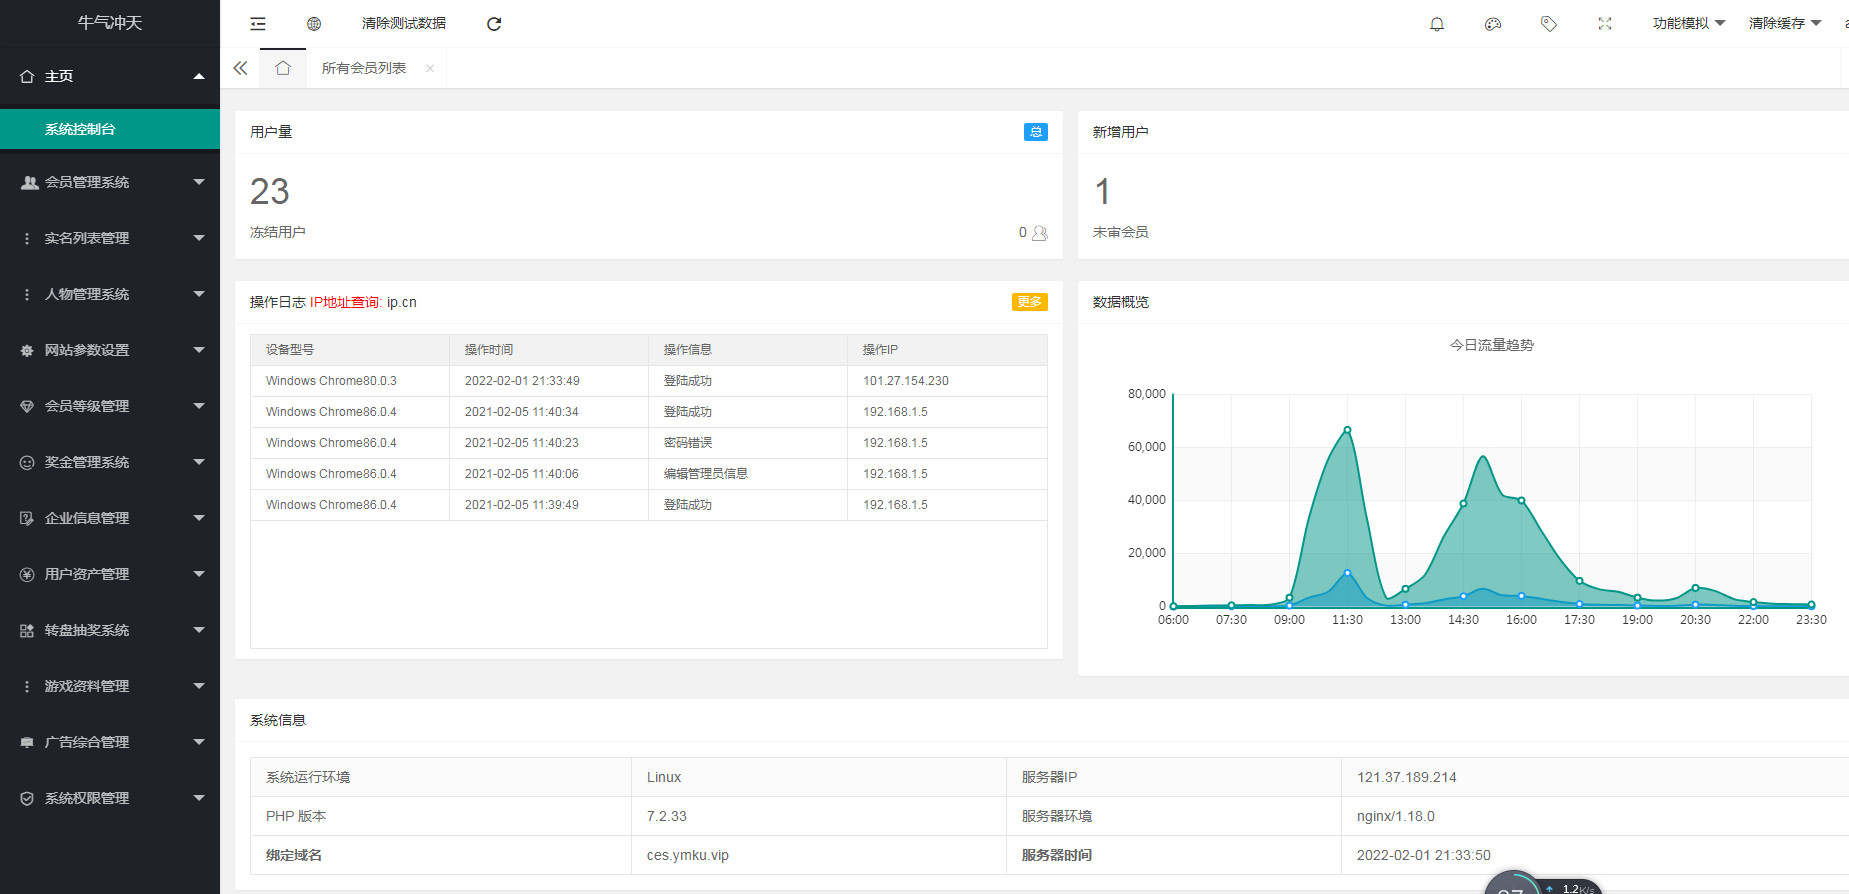 牛气冲天
主页
系统控制台
会员管理系统
实名列表管理
人物管理系统
网站参数设置
会员等级管理
奖金管理系统
企业信息管理
用户资产管理
转盘抽奖系统
游戏资料管理
广告综合管理
系统权限管理
清除测试数据
功能模拟
清除缓存
所有会员列表
用户量
总
23
冻结用户 0
新增用户
1
未审会员
操作日志 IP地址查询: ip.cn
更多
设备型号 操作时间 操作信息 操作IP
Windows Chrome80.0.3 2022-02-01 21:33:49 登陆成功 101.27.154.230
Windows Chrome86.0.4 2021-02-05 11:40:34 登陆成功 192.168.1.5
Windows Chrome86.0.4 2021-02-05 11:40:23 密码错误 192.168.1.5
Windows Chrome86.0.4 2021-02-05 11:40:06 编辑管理员信息 192.168.1.5
Windows Chrome86.0.4 2021-02-05 11:39:49 登陆成功 192.168.1.5
数据概览
今日流量趋势
80,000
60,000
40,000
20,000
0
06:00 07:30 09:00 11:30 13:00 14:30 16:00 17:30 19:00 20:30 22:00 23:30
系统信息
系统运行环境 Linux 服务器IP 121.37.189.214
PHP 版本 7.2.33 服务器环境 nginx/1.18.0
绑定域名 ces.ymku.vip 服务器时间 2022-02-01 21:33:50
1.2K/s